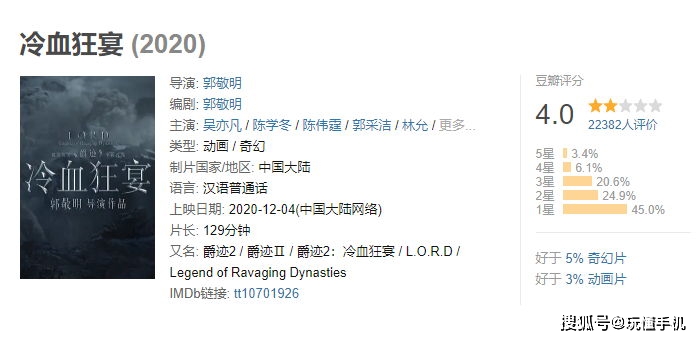 冷血狂宴 (2020)
L.O.R.D
爵迹
冷血狂宴
郭敬明 导演作品
导演: 郭敬明
编剧: 郭敬明
主演: 吴亦凡 / 陈学冬 / 陈伟霆 / 郭采洁 / 林允 / 更多...
类型: 动画 / 奇幻
制片国家/地区: 中国大陆
语言: 汉语普通话
上映日期: 2020-12-04(中国大陆网络)
片长: 129分钟
又名: 爵迹2 / 爵迹Ⅱ / 爵迹2：冷血狂宴 / L.O.R.D /
Legend of Ravaging Dynasties
IMDb链接: tt10701926
豆瓣评分
4.0
22382人评价
5星 3.4%
4星 6.1%
3星 20.6%
2星 24.9%
1星 45.0%
好于 5% 奇幻片
好于 3% 动画片
搜狐号@玩懂手机